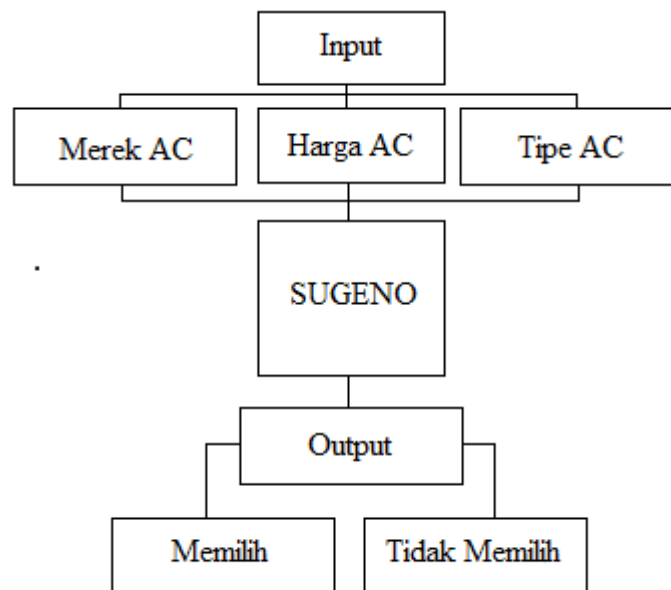 Input
Merek AC
Harga AC
Tipe AC
SUGENO
Output
Memilih
Tidak Memilih